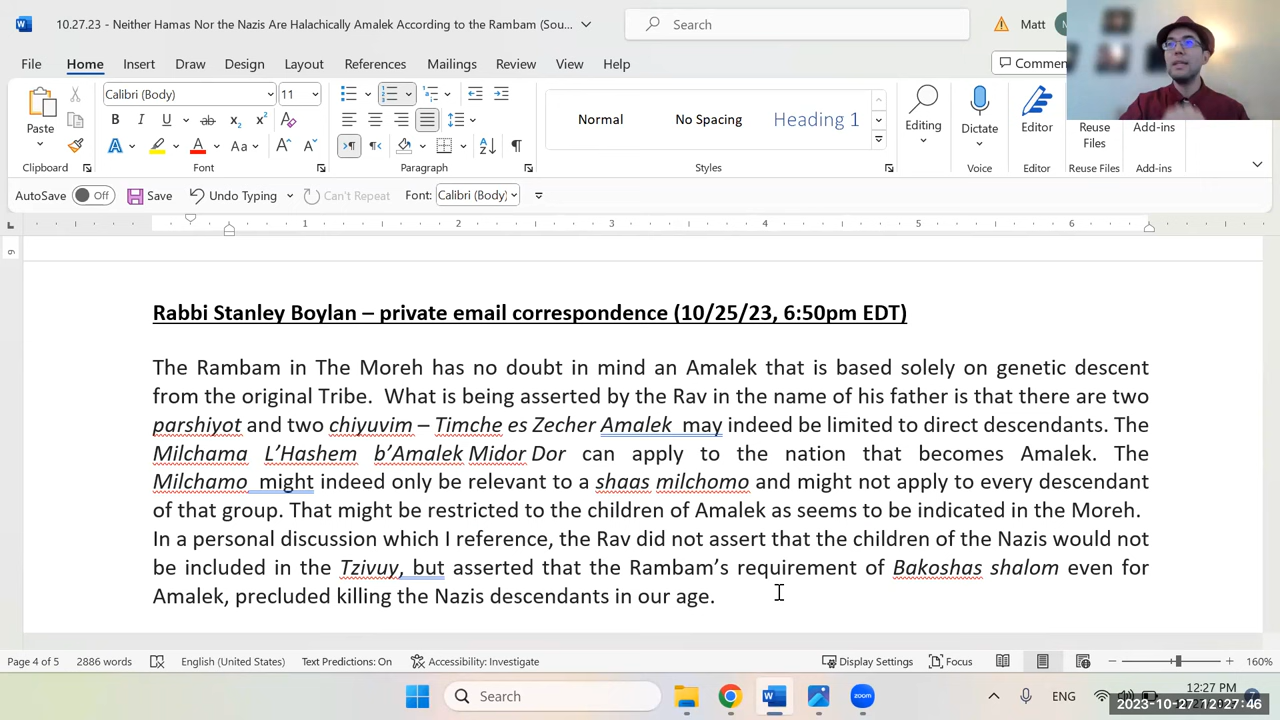 10.27.23 - Neither Hamas Nor the Nazis Are Halachically Amalek According to the Rambam (Sou...
Search
Matt
File Home Insert Draw Design Layout References Mailings Review View Help
Calibri (Body) 11
Paste
Clipboard Font Paragraph
Normal No Spacing Heading 1
Styles
Editing
Dictate
Voice
Editor
Editor
Reuse Files
Reuse Files
Add-ins
Add-ins
AutoSave Off Save Undo Typing Can't Repeat Font: Calibri (Body)
1 2 3 4 5 6
Rabbi Stanley Boylan – private email correspondence (10/25/23, 6:50pm EDT)
The Rambam in The Moreh has no doubt in mind an Amalek that is based solely on genetic descent
from the original Tribe. What is being asserted by the Rav in the name of his father is that there are two
parshiyot and two chiyuvim – Timche es Zecher Amalek may indeed be limited to direct descendants. The
Milchama L'Hashem b'Amalek Midor Dor can apply to the nation that becomes Amalek. The
Milchamo might indeed only be relevant to a shaas milchomo and might not apply to every descendant
of that group. That might be restricted to the children of Amalek as seems to be indicated in the Moreh.
In a personal discussion which I reference, the Rav did not assert that the children of the Nazis would not
be included in the Tzivuy, but asserted that the Rambam's requirement of Bakoshas shalom even for
Amalek, precluded killing the Nazis descendants in our age.
Page 4 of 5 2886 words English (United States) Text Predictions: On Accessibility: Investigate Display Settings Focus 160%
Search
zoom
ENG
12:27 PM
2023-10-27 12:27:46